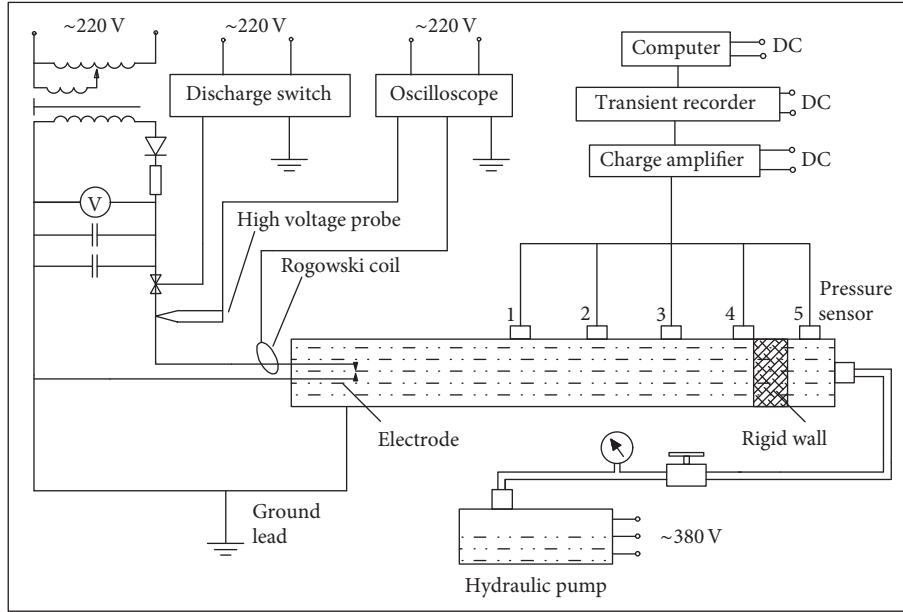 ~220 V
~220 V
~220 V
Computer
DC
Discharge switch
Oscilloscope
Transient recorder
DC
Charge amplifier
DC
V
High voltage probe
Rogowski coil
1
2
3
4
5
Pressure
sensor
Electrode
Rigid wall
Ground
lead
~380 V
Hydraulic pump